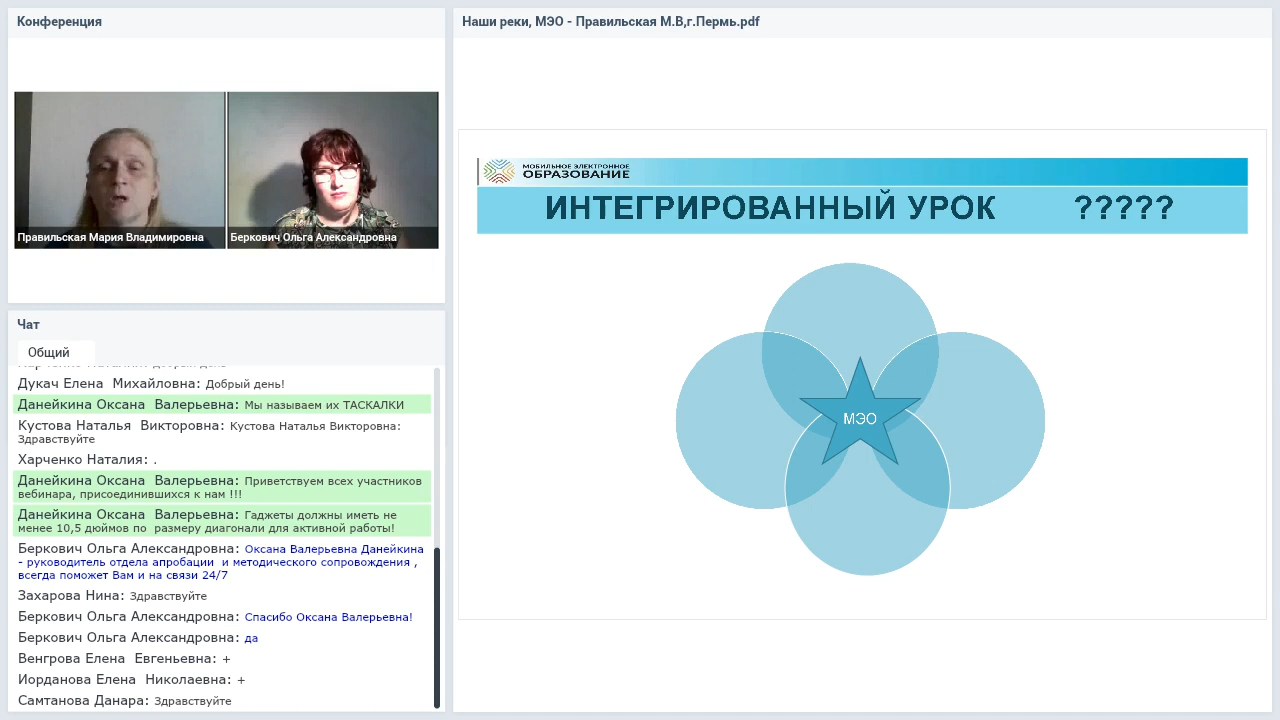 Конференция
Правильская Мария Владимировна
Беркович Ольга Александровна
Чат
Общий
Дукач Елена Михайловна: Добрый день!
Данейкина Оксана Валерьевна: Мы называем их ТАСКАЛКИ
Кустова Наталья Викторовна: Кустова Наталья Викторовна:
Здравствуйте
Харченко Наталия: .
Данейкина Оксана Валерьевна: Приветствуем всех участников
вебинара, присоединившихся к нам !!!
Данейкина Оксана Валерьевна: Гаджеты должны иметь не
менее 10,5 дюймов по размеру диагонали для активной работы!
Беркович Ольга Александровна: Оксана Валерьевна Данейкина
- руководитель отдела апробации и методического сопровождения ,
всегда поможет Вам и на связи 24/7
Захарова Нина: Здравствуйте
Беркович Ольга Александровна: Спасибо Оксана Валерьевна!
Беркович Ольга Александровна: да
Венгрова Елена Евгеньевна: +
Иорданова Елена Николаевна: +
Самтанова Данара: Здравствуйте
Наши реки, МЭО - Правильская М.В,г.Пермь.pdf
МОБИЛЬНОЕ ЭЛЕКТРОННОЕ
ОБРАЗОВАНИЕ
ИНТЕГРИРОВАННЫЙ УРОК ?????
МЭО